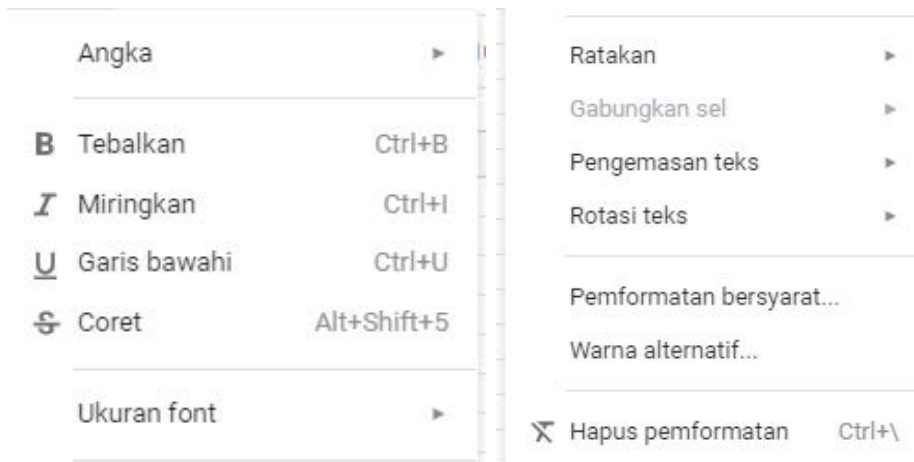 Angka
B Tebalkan Ctrl+B
I Miringkan Ctrl+I
U Garis bawahi Ctrl+U
S Coret Alt+Shift+5
Ukuran font
Ratakan
Gabungkan sel
Pengemasan teks
Rotasi teks
Pemformatan bersyarat...
Warna alternatif...
Hapus pemformatan Ctrl+\